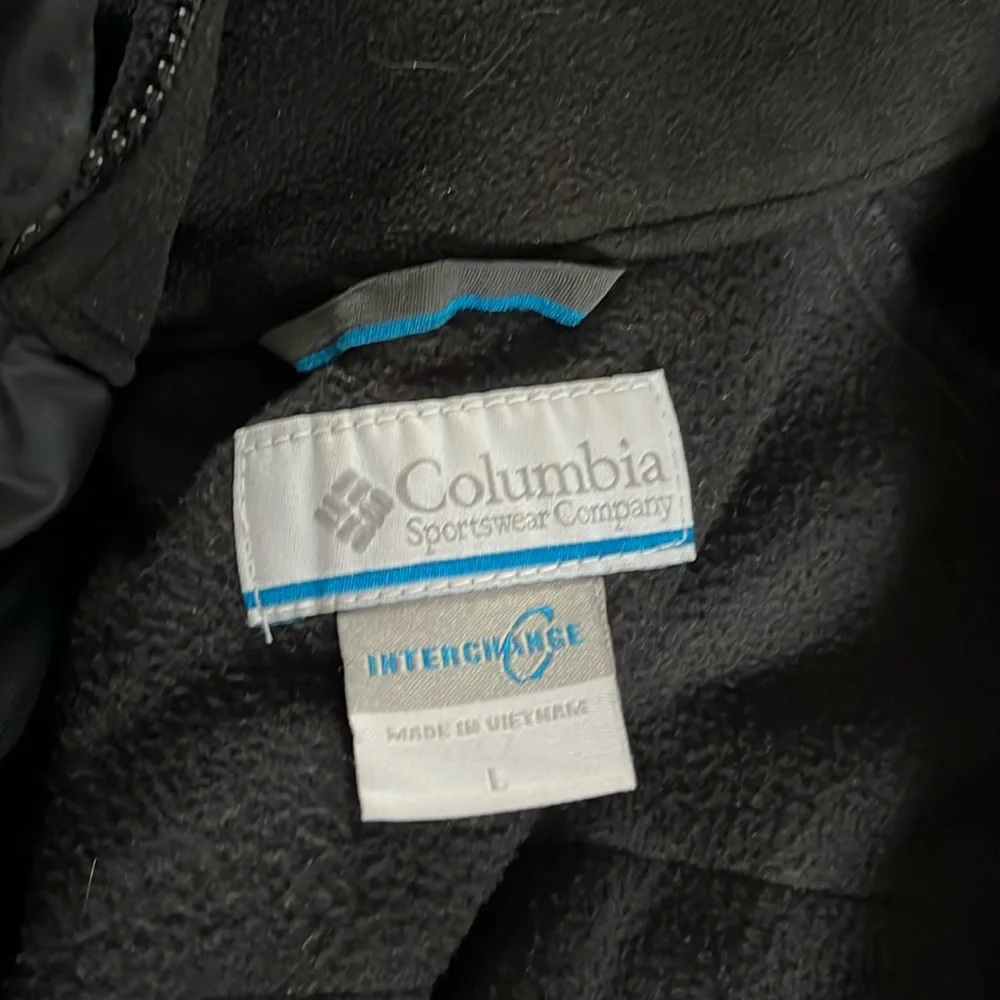 Columbia
Sportswear Company
INTERCHANGE
MADE IN VIETNAM
L